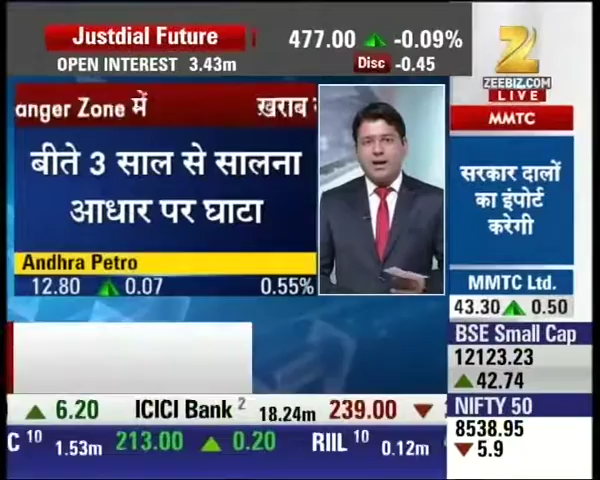 Justdial Future
OPEN INTEREST 3.43m
477.00 -0.09%
Disc -0.45
ZEEBIZ.COM
LIVE
anger Zone में
ख़राब
बीते 3 साल से सालना
आधार पर घाटा
Andhra Petro
12.80 0.07 0.55%
MMTC
सरकार दालों
का इंपोर्ट
करेगी
MMTC Ltd.
43.30 0.50
BSE Small Cap
12123.23
42.74
NIFTY 50
8538.95
5.9
6.20 ICICI Bank 2 18.24m 239.00
C 10 1.53m 213.00 0.20 RIIL 10 0.12m